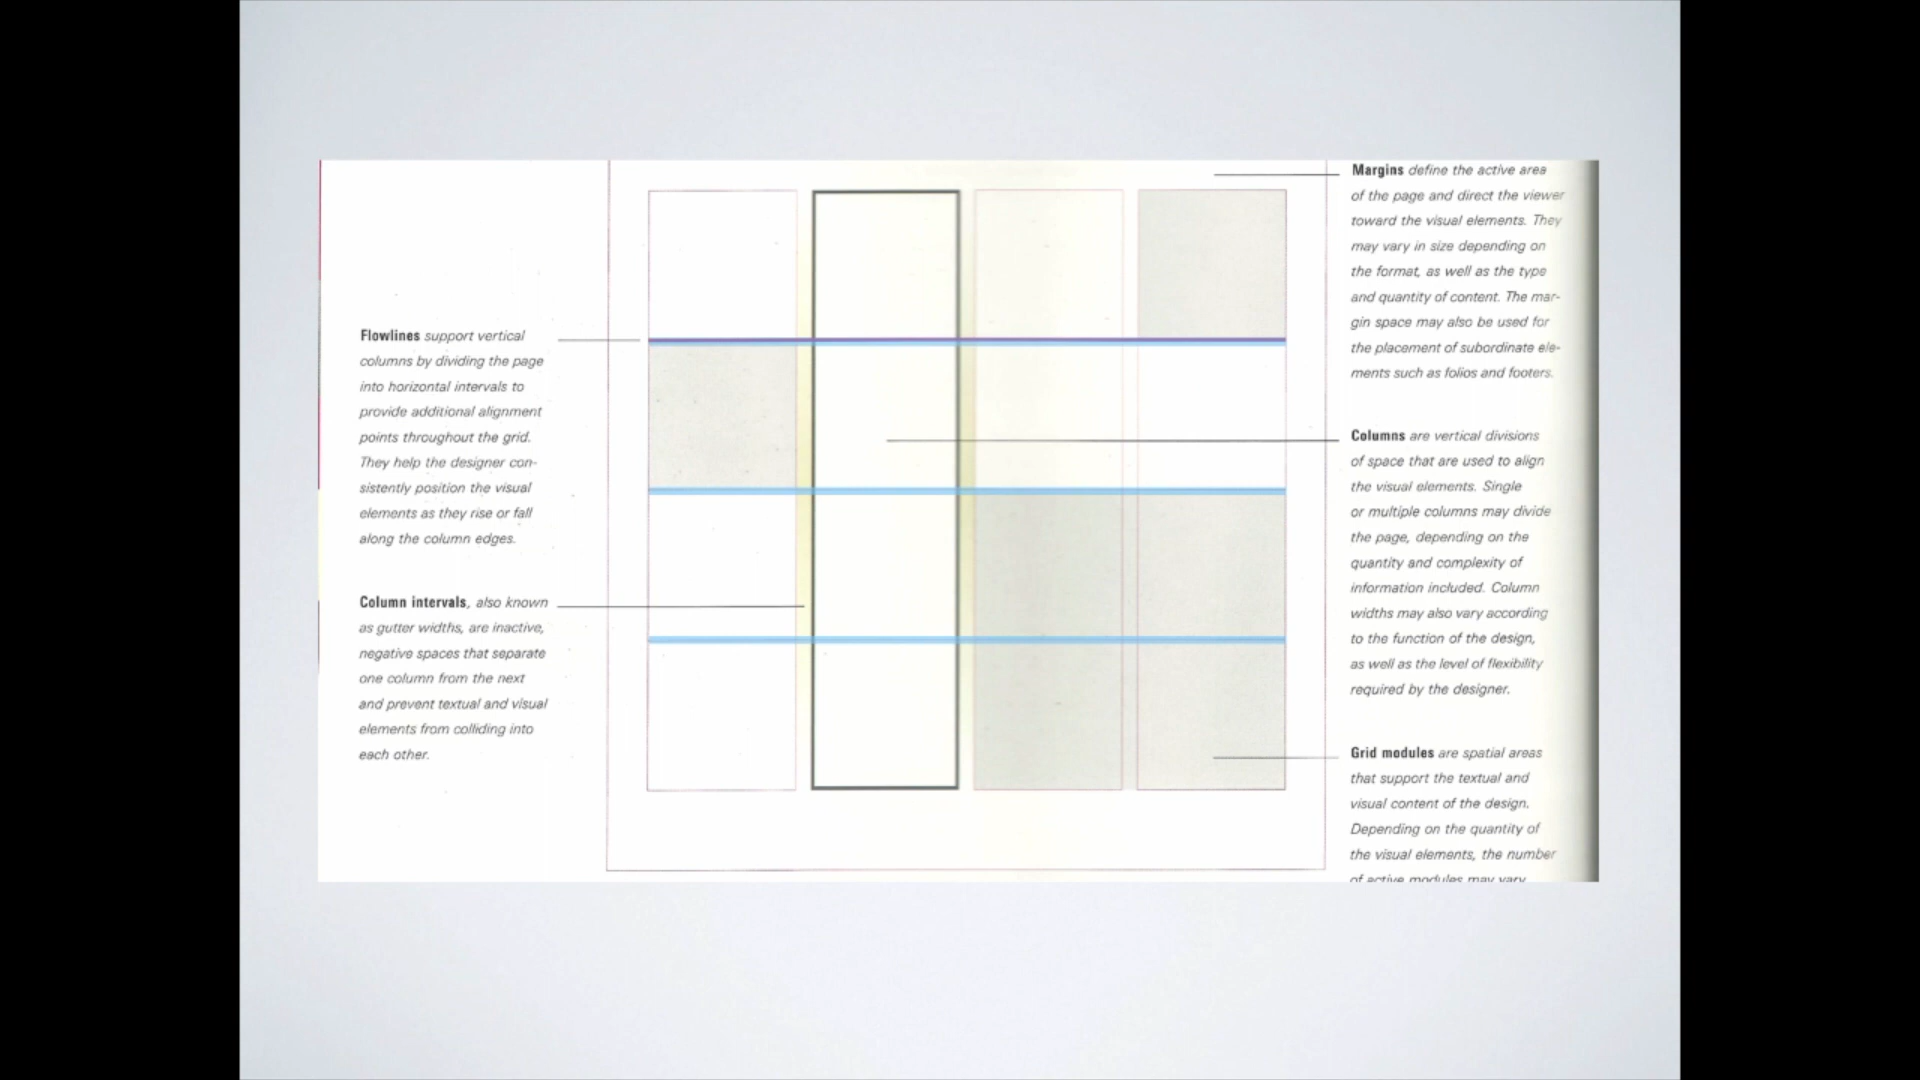 Flowlines support vertical
columns by dividing the page
into horizontal intervals to
provide additional alignment
points throughout the grid.
They help the designer con-
sistently position the visual
elements as they rise or fall
along the column edges.
Column intervals, also known
as gutter widths, are inactive,
negative spaces that separate
one column from the next
and prevent textual and visual
elements from colliding into
each other.
Margins define the active area
of the page and direct the viewer
toward the visual elements. They
may vary in size depending on
the format, as well as the type
and quantity of content. The mar-
gin space may also be used for
the placement of subordinate ele-
ments such as folios and footers.
Columns are vertical divisions
of space that are used to align
the visual elements. Single
or multiple columns may divide
the page, depending on the
quantity and complexity of
information included. Column
widths may also vary according
to the function of the design,
as well as the level of flexibility
required by the designer.
Grid modules are spatial areas
that support the textual and
visual content of the design.
Depending on the quantity of
the visual elements, the number
of active modules may vary